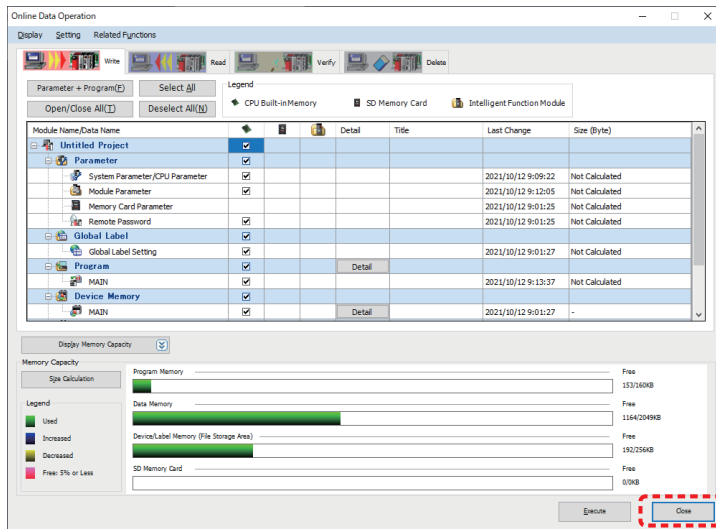 Online Data Operation
Display Setting Related Functions
Write Read Verify Delete
Parameter + Program(F) Select All
Open/Close All(T) Deselect All(N)
Legend
CPU Built-in Memory SD Memory Card Intelligent Function Module
Module Name/Data Name Detail Title Last Change Size (Byte)
Untitled Project
Parameter
System Parameter/CPU Parameter 2021/10/12 9:09:22 Not Calculated
Module Parameter 2021/10/12 9:12:05 Not Calculated
Memory Card Parameter 2021/10/12 9:01:25 Not Calculated
Remote Password 2021/10/12 9:01:25 Not Calculated
Global Label
Global Label Setting 2021/10/12 9:01:27 Not Calculated
Program Detail
MAIN 2021/10/12 9:13:37 Not Calculated
Device Memory
MAIN Detail 2021/10/12 9:01:27 -
Display Memory Capacity
Memory Capacity
Size Calculation
Legend
Used
Increased
Decreased
Free: 5% or Less
Program Memory Free
153/160KB
Data Memory Free
1164/2049KB
Device/Label Memory (File Storage Area) Free
192/256KB
SD Memory Card Free
0/0KB
Execute Close